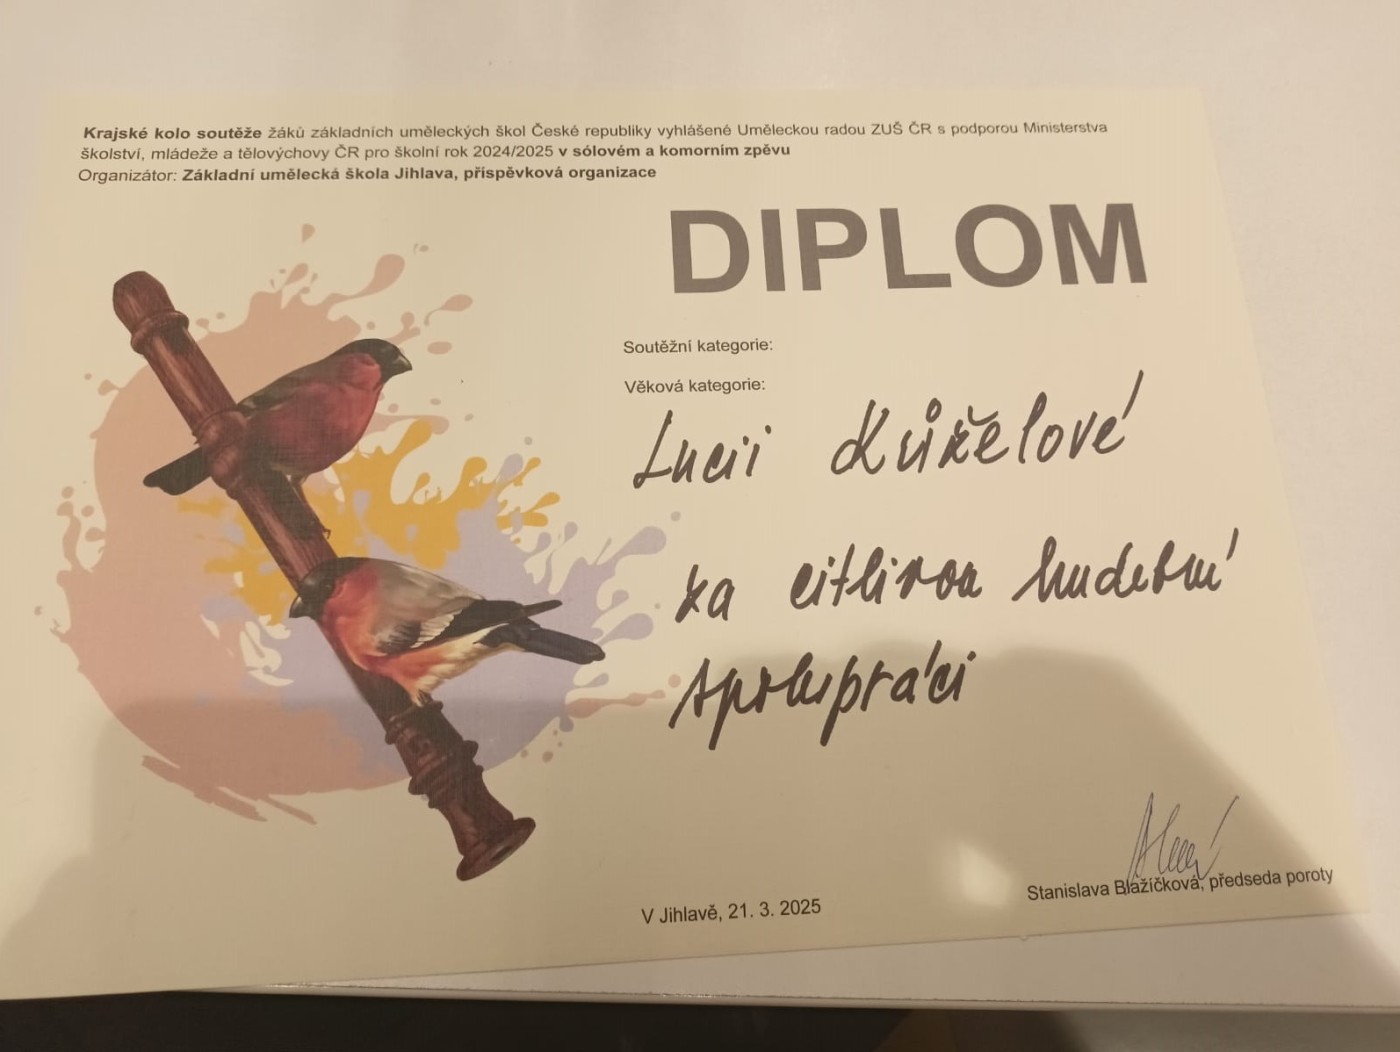 Krajské kolo soutěže žáků základních uměleckých škol České republiky vyhlášené Uměleckou radou ZUŠ ČR s podporou Ministerstva
školství, mládeže a tělovýchovy ČR pro školní rok 2024/2025 v sólovém a komorním zpěvu
Organizátor: Základní umělecká škola Jihlava, příspěvková organizace
DIPLOM
Soutěžní kategorie:
Věková kategorie:
Lucii Kůželové
za citlivou hudební
spolupráci
Stanislava Blažíčková, předseda poroty
V Jihlavě, 21. 3. 2025